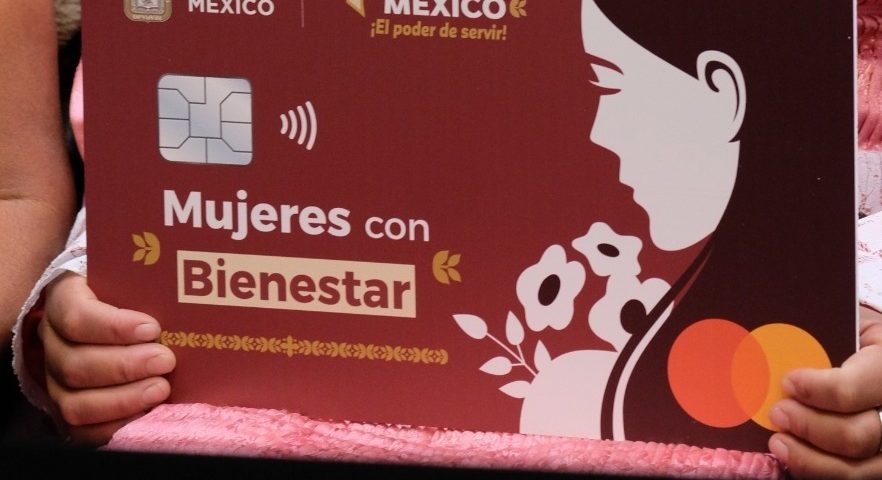 MÉXICO
MÉXICO
¡El poder de servir!
Mujeres con
Bienestar